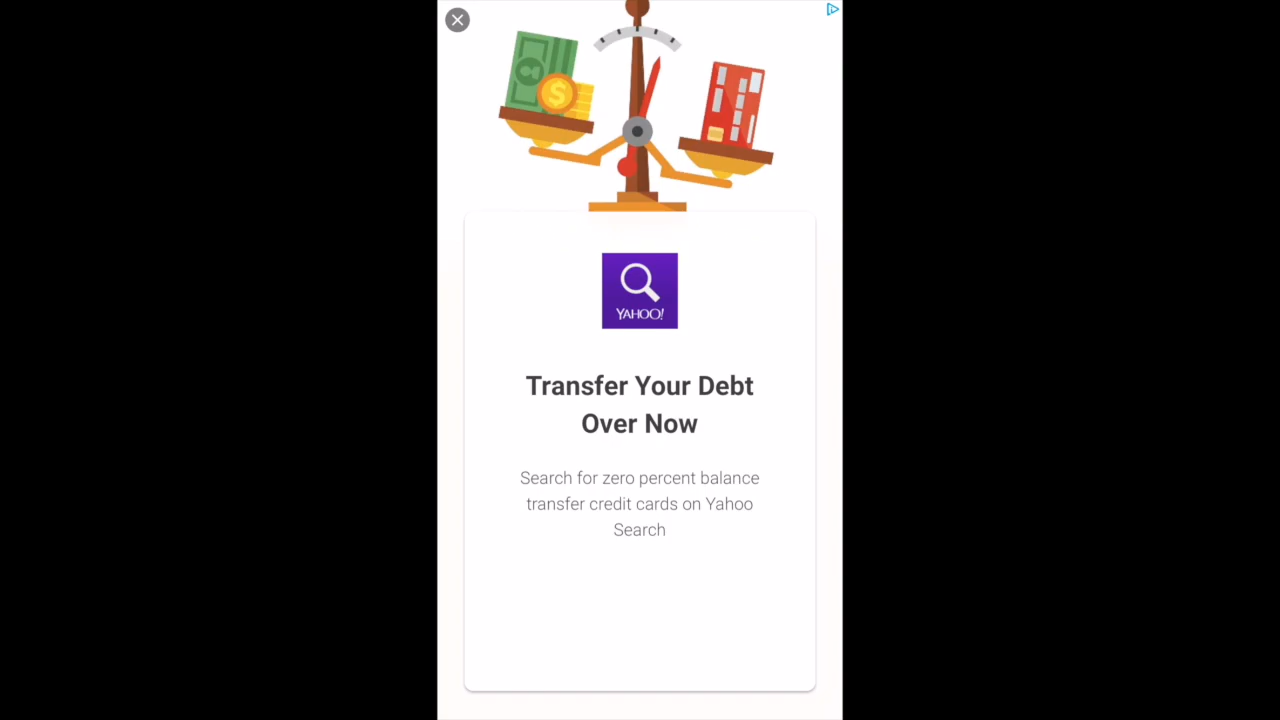 $
YAHOO!
Transfer Your Debt
Over Now
Search for zero percent balance
transfer credit cards on Yahoo
Search